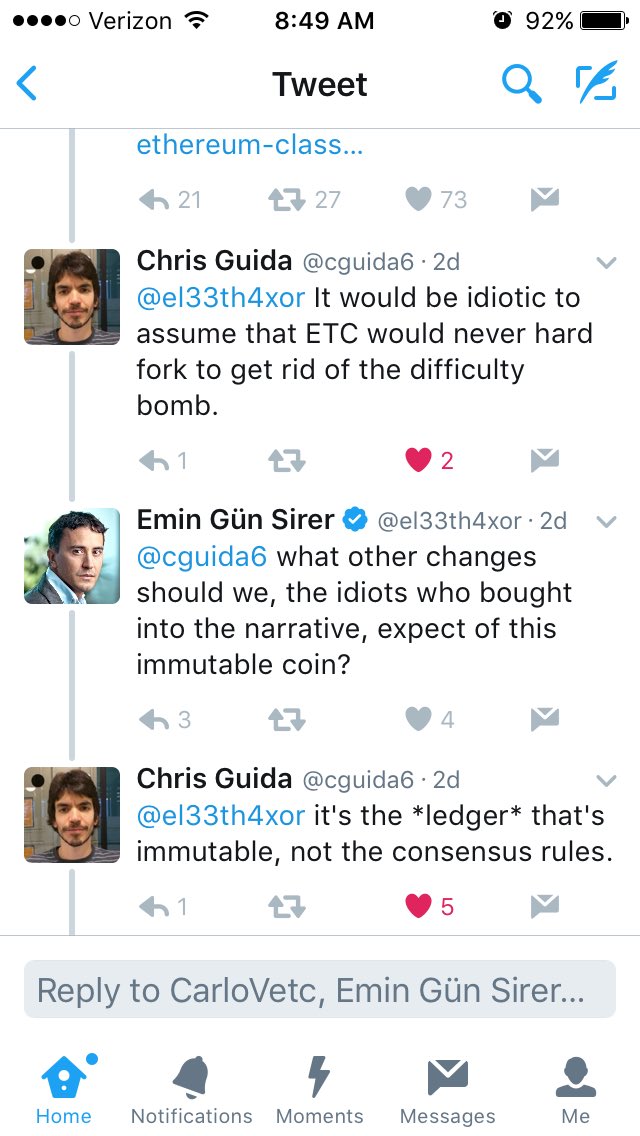 Verizon 8:49 AM 92%
Tweet
ethereum-class...
21 27 73
Chris Guida @cguida6 · 2d
@el33th4xor It would be idiotic to
assume that ETC would never hard
fork to get rid of the difficulty
bomb.
1 2
Emin Gün Sirer @el33th4xor · 2d
@cguida6 what other changes
should we, the idiots who bought
into the narrative, expect of this
immutable coin?
3 4
Chris Guida @cguida6 · 2d
@el33th4xor it's the *ledger* that's
immutable, not the consensus rules.
1 5
Reply to CarloVetc, Emin Gün Sirer...
Home Notifications Moments Messages Me